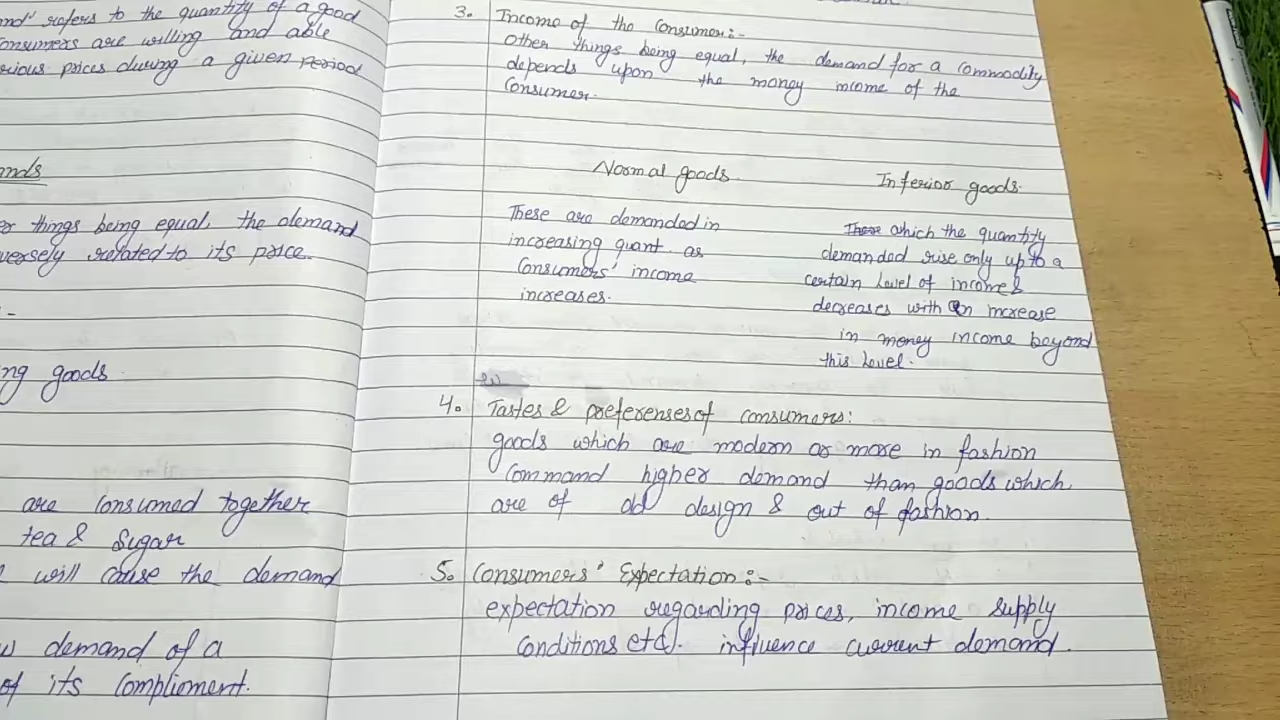 and' refers to the quantity of a good
consumers are willing and able
rious prices during a given period
ands
er things being equal, the demand
versely related to its price.
ng goods
are consumed together
tea & sugar
will cause the demand
demand of a
of its compliement.
3. Income of the consumer:-
other things being equal, the demand for a commodity
depends upon the money income of the
consumer.
Normal goods
These are demanded in
increasing quant. as
consumers' income
increases.
Inferior goods.
These which the quantity
demanded rise only up to a
certain level of income &
decreases with an increase
in money income beyond
this level.
4. Tastes & preferenses of consumers:
goods which are modern or more in fashion
command higher demand than goods which
are of old design & out of fashion.
5. Consumers' Expectation:-
expectation regarding prices, income supply
conditions etc). influence current demand.